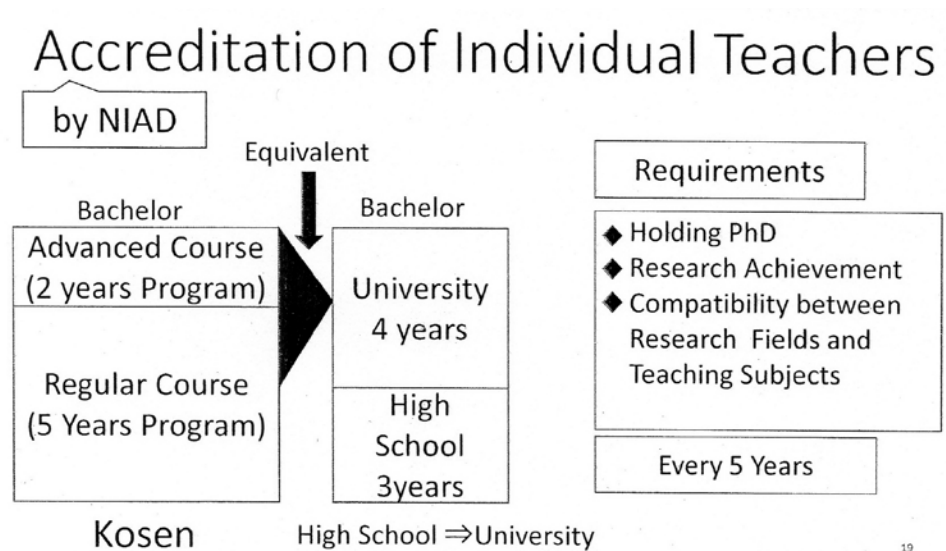 Accreditation of Individual Teachers
by NIAD
Equivalent
Bachelor
Advanced Course
(2 years Program)
Regular Course
(5 Years Program)
Kosen
Bachelor
University
4 years
High
School
3years
High School ⇒University
Requirements
◆ Holding PhD
◆ Research Achievement
◆ Compatibility between
Research Fields and
Teaching Subjects
Every 5 Years
19